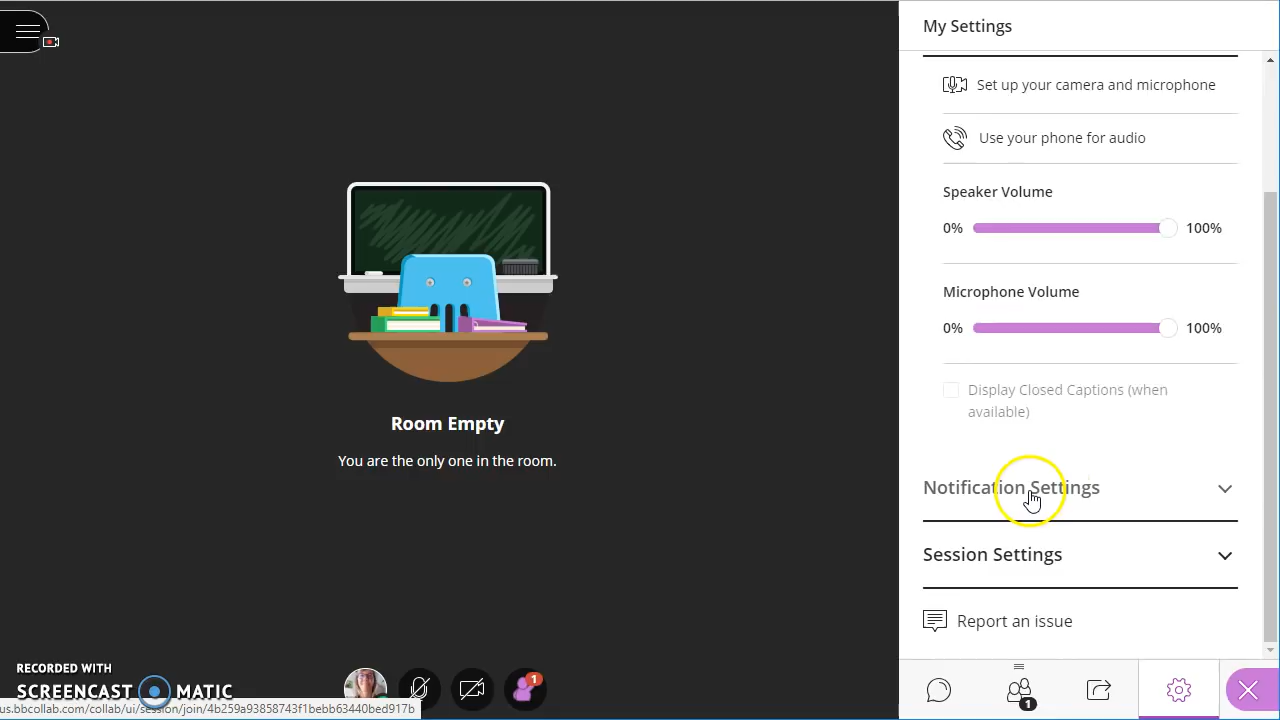 My Settings
Set up your camera and microphone
Use your phone for audio
Speaker Volume
0% 100%
Microphone Volume
0% 100%
Display Closed Captions (when
available)
Notification Settings
Session Settings
Report an issue
1
Room Empty
You are the only one in the room.
1
RECORDED WITH
SCREENCAST MATIC
us.bbcollab.com/collab/ui/session/join/4b259a93858743f1bebb63440bed917b